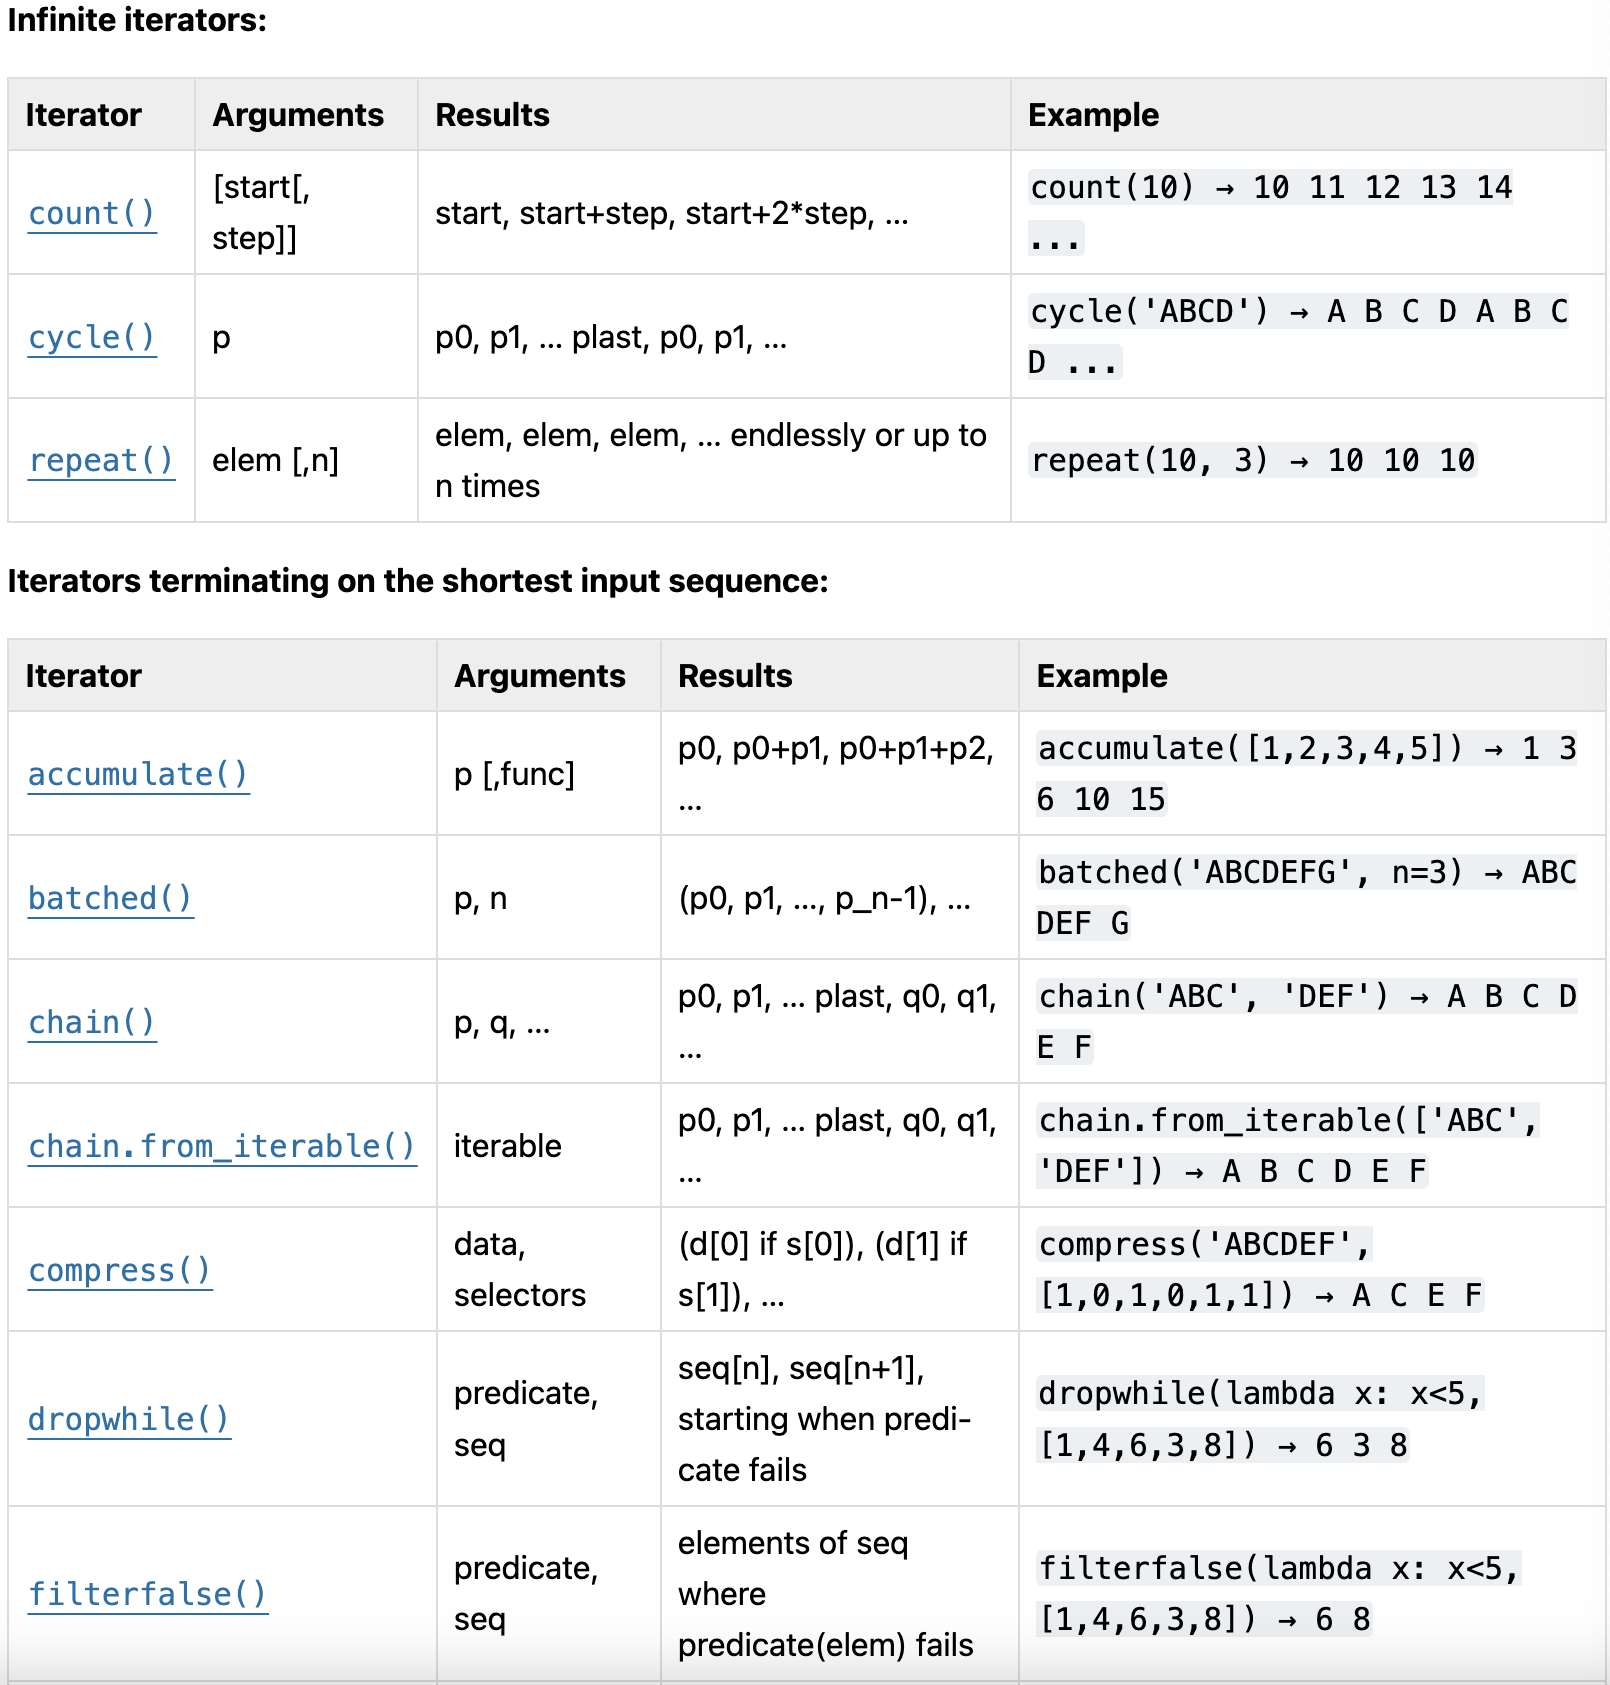 Infinite iterators:
Iterator Arguments Results Example
count() [start[, start, start+step, start+2*step, ... count(10) → 10 11 12 13 14
step]] ...
cycle() p p0, p1, ... plast, p0, p1, ... cycle('ABCD') → A B C D A B C
D ...
repeat() elem [,n] elem, elem, elem, ... endlessly or up to repeat(10, 3) → 10 10 10
n times
Iterators terminating on the shortest input sequence:
Iterator Arguments Results Example
accumulate() p [,func] p0, p0+p1, p0+p1+p2, accumulate([1,2,3,4,5]) → 1 3
... 6 10 15
batched() p, n (p0, p1, ..., p_n-1), ... batched('ABCDEFG', n=3) → ABC
DEF G
chain() p, q, ... p0, p1, ... plast, q0, q1, chain('ABC', 'DEF') → A B C D
... E F
chain.from_iterable() iterable p0, p1, ... plast, q0, q1, chain.from_iterable(['ABC',
... 'DEF']) → A B C D E F
compress() data, (d[0] if s[0]), (d[1] if compress('ABCDEF',
selectors s[1]), ... [1,0,1,0,1,1]) → A C E F
dropwhile() predicate, seq[n], seq[n+1], dropwhile(lambda x: x<5,
seq starting when predi- [1,4,6,3,8]) → 6 3 8
cate fails
filterfalse() predicate, elements of seq filterfalse(lambda x: x<5,
seq where [1,4,6,3,8]) → 6 8
predicate(elem) fails